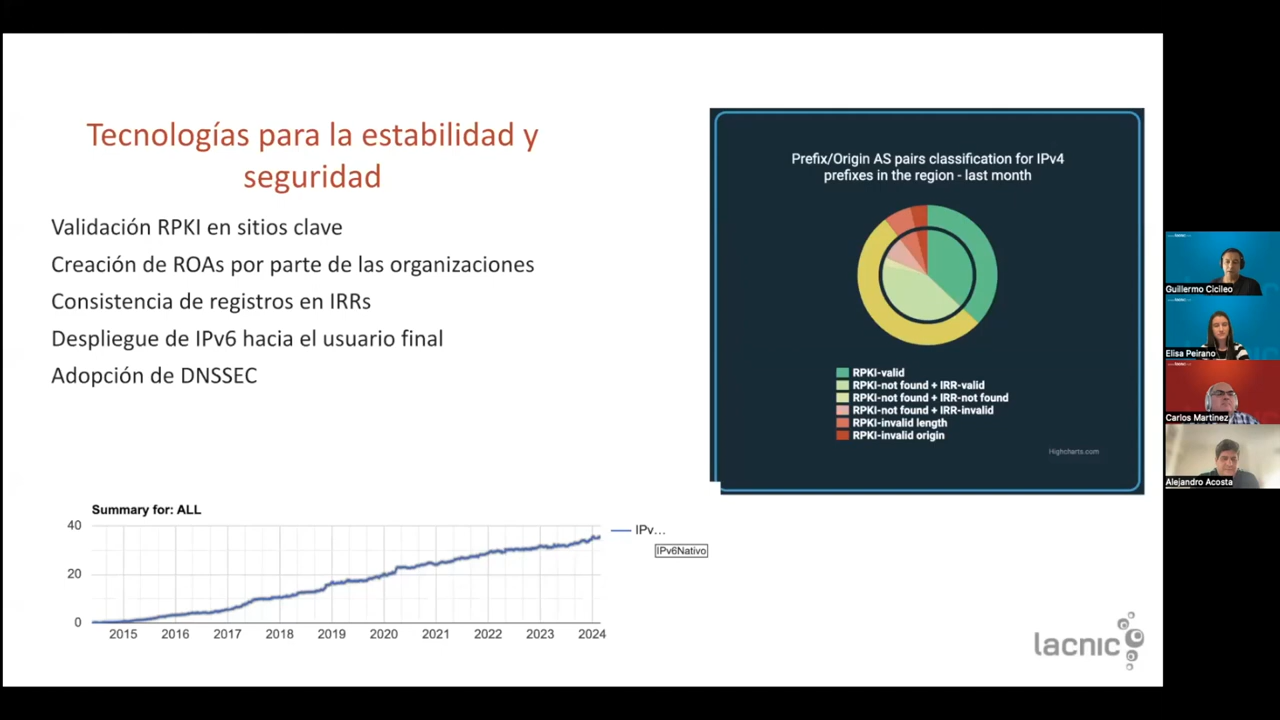 Tecnologías para la estabilidad y
seguridad
Validación RPKI en sitios clave
Creación de ROAs por parte de las organizaciones
Consistencia de registros en IRRs
Despliegue de IPv6 hacia el usuario final
Adopción de DNSSEC
Prefix/Origin AS pairs classification for IPv4
prefixes in the region - last month
RPKI-valid
RPKI-not found + IRR-valid
RPKI-not found + IRR-not found
RPKI-not found + IRR-invalid
RPKI-invalid length
RPKI-invalid origin
Highcharts.com
Summary for: ALL
40
20
0
2015 2016 2017 2018 2019 2020 2021 2022 2023 2024
IPv...
IPv6Nativo
lacnic
Guillermo Cicileo
Elisa Peirano
Carlos Martinez
Alejandro Acosta